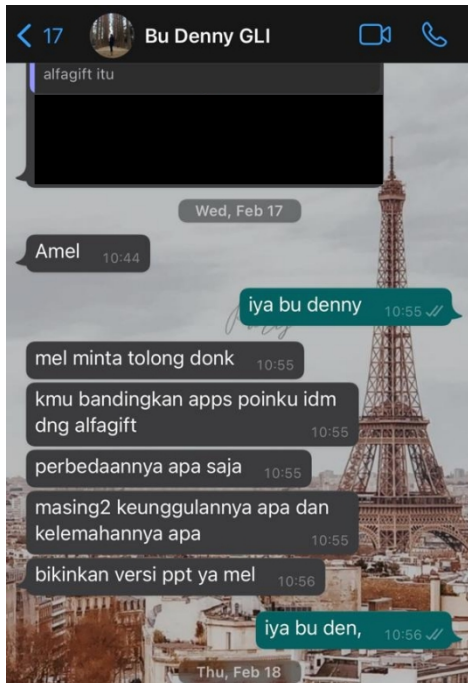 17
Bu Denny GLI
alfagift itu
Wed, Feb 17
Amel 10:44
iya bu denny 10:55
mel minta tolong donk 10:55
kmu bandingkan apps poinku idm
dng alfagift 10:55
perbedaannya apa saja 10:55
masing2 keunggulannya apa dan
kelemahannya apa 10:55
bikinkan versi ppt ya mel 10:56
iya bu den, 10:56
Thu, Feb 18